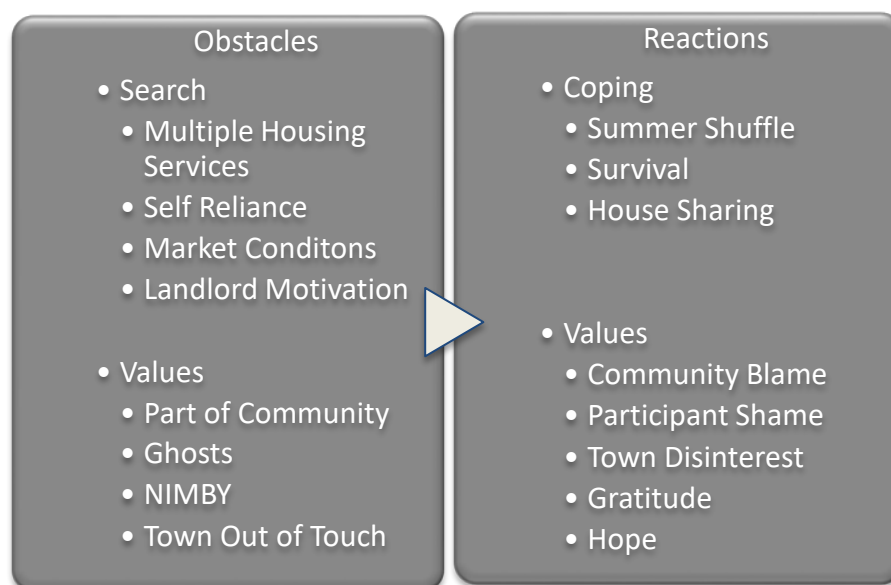 Obstacles
• Search
• Multiple Housing
Services
• Self Reliance
• Market Conditons
• Landlord Motivation
• Values
• Part of Community
• Ghosts
• NIMBY
• Town Out of Touch
Reactions
• Coping
• Summer Shuffle
• Survival
• House Sharing
• Values
• Community Blame
• Participant Shame
• Town Disinterest
• Gratitude
• Hope